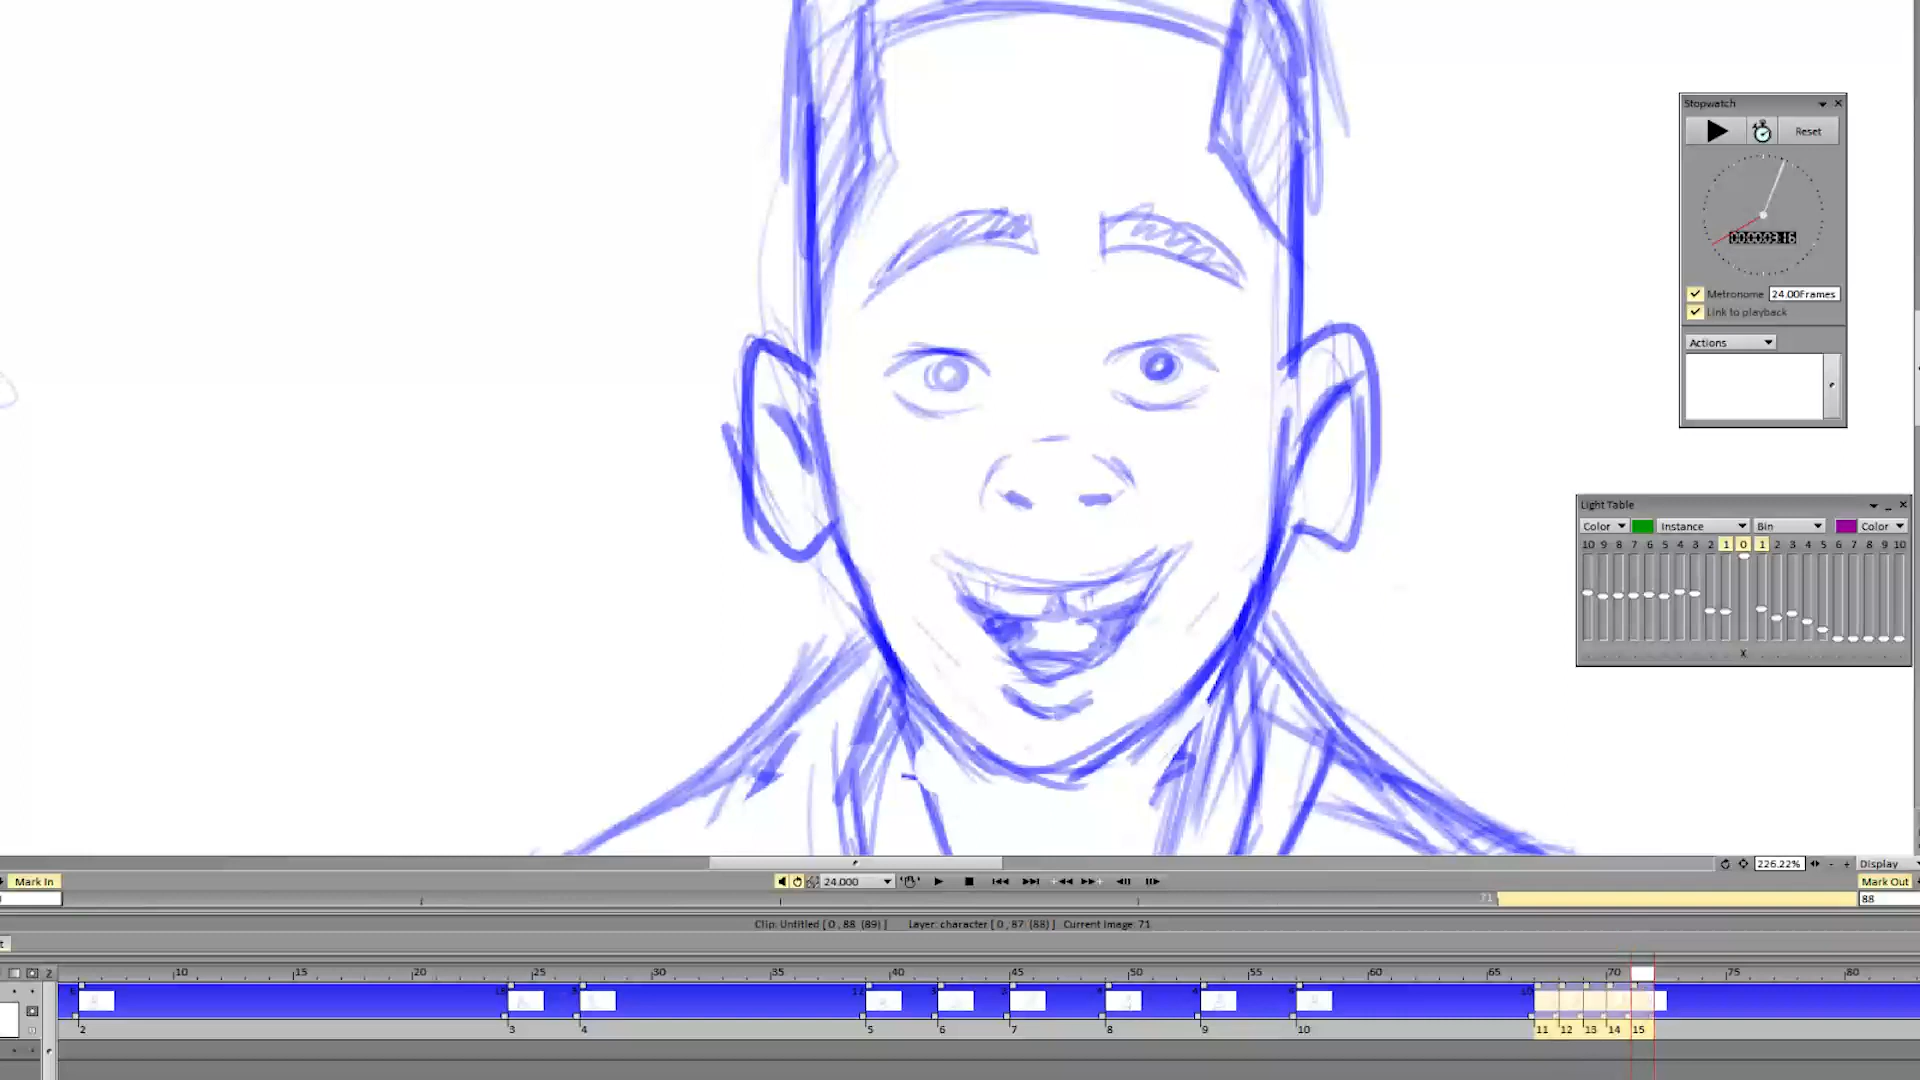 Stopwatch
Reset
00:00:03.16
Metronome 24.00Frames
Link to playback
Actions
Light Table
Color Instance Bin Color
10 9 8 7 6 5 4 3 2 1 0 1 2 3 4 5 6 7 8 9 10
X
226.22% - + Display
Mark In 24.000 Mark Out
71 88
Clip: Untitled [ 0 , 88 (89) ] Layer: character [ 0 , 87 (88) ] Current Image: 71
t
2 10 15 20 25 30 35 40 45 50 55 60 65 70 75 80
2 3 4 5 6 7 8 9 10 11 12 13 14 15